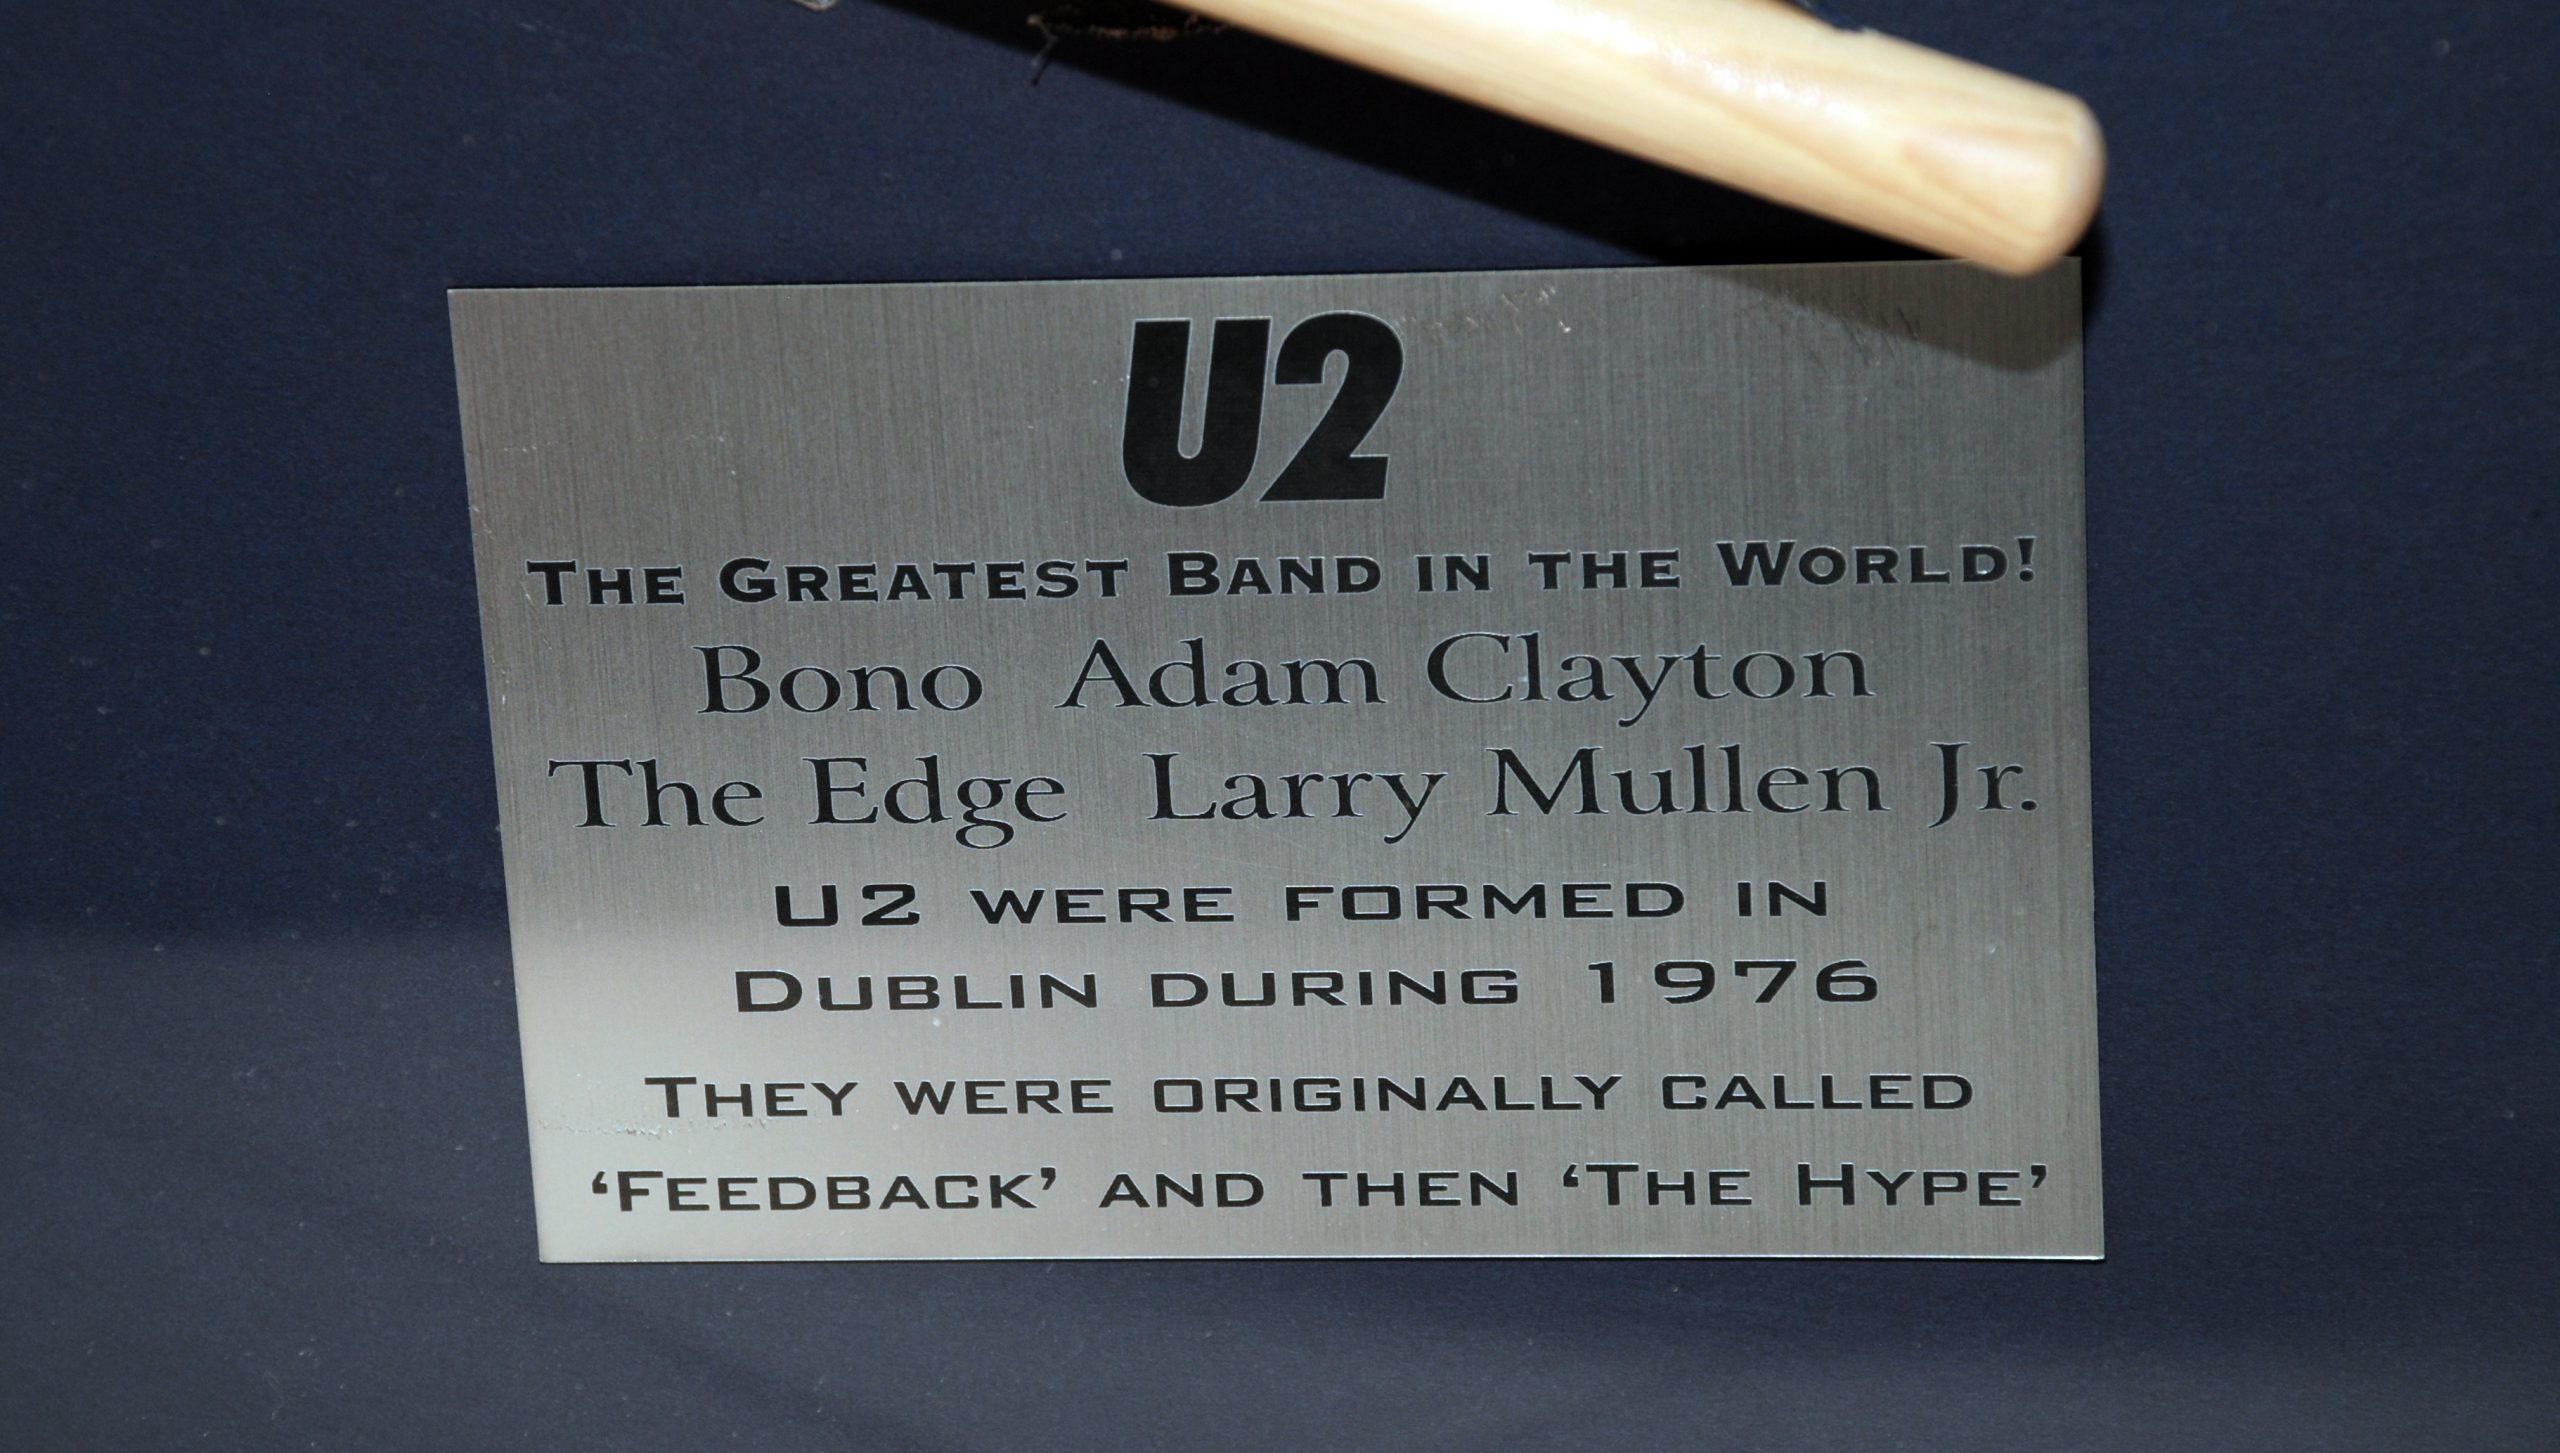 U2
The Greatest Band in the World!
Bono Adam Clayton
The Edge Larry Mullen Jr.
U2 were formed in
Dublin during 1976
They were originally called
‘Feedback’ and then ‘The Hype’